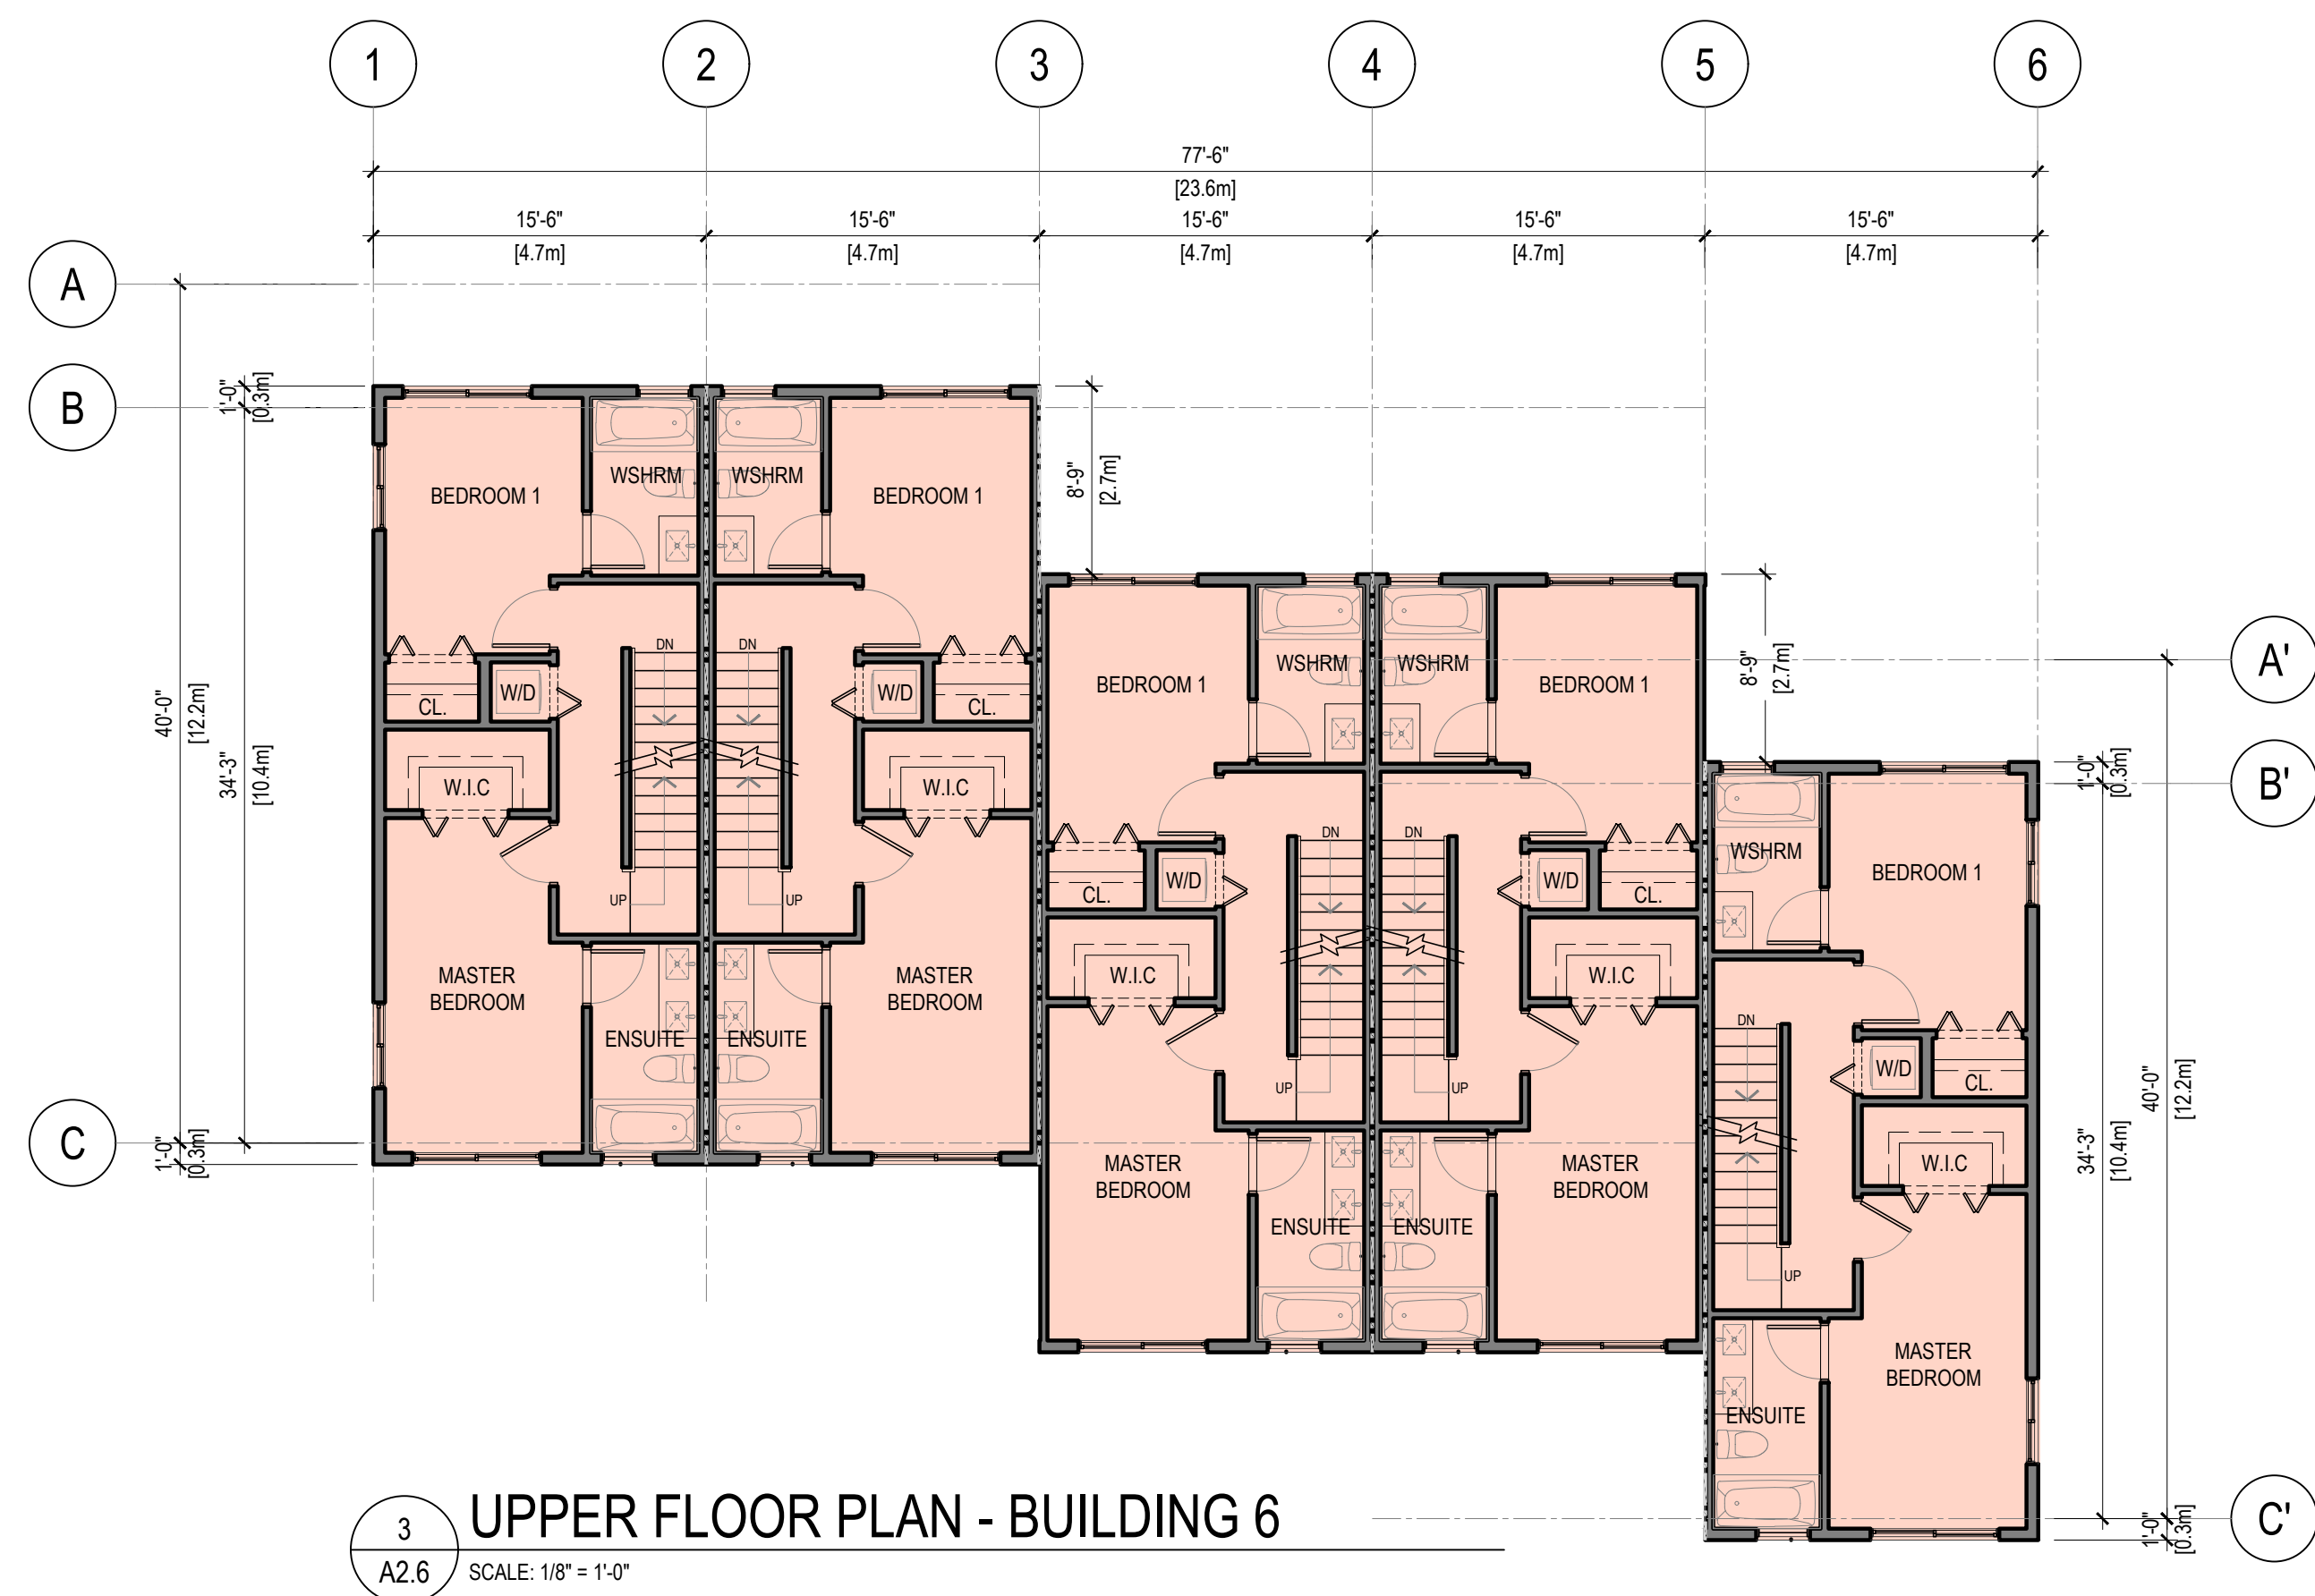 1 2 3 4 5 6
77'-6"
[23.6m]
15'-6" 15'-6" 15'-6" 15'-6" 15'-6"
[4.7m] [4.7m] [4.7m] [4.7m] [4.7m]
A
B
C
A'
B'
C'
1'-0"
[0.3m]
40'-0"
[12.2m]
34'-3"
[10.4m]
1'-0"
[0.3m]
8'-9"
[2.7m]
8'-9"
[2.7m]
1'-0"
[0.3m]
34'-3"
[10.4m]
40'-0"
[12.2m]
1'-0"
[0.3m]
BEDROOM 1
WSHRM
DN
CL.
W/D
W.I.C
UP
MASTER
BEDROOM
ENSUITE
WSHRM
BEDROOM 1
DN
W/D
CL.
W.I.C
UP
MASTER
BEDROOM
ENSUITE
BEDROOM 1
WSHRM
DN
CL.
W/D
W.I.C
UP
MASTER
BEDROOM
ENSUITE
WSHRM
BEDROOM 1
DN
W/D
CL.
W.I.C
UP
MASTER
BEDROOM
ENSUITE
WSHRM
BEDROOM 1
DN
W/D
CL.
W.I.C
UP
MASTER
BEDROOM
ENSUITE
3
A2.6
UPPER FLOOR PLAN - BUILDING 6
SCALE: 1/8" = 1'-0"